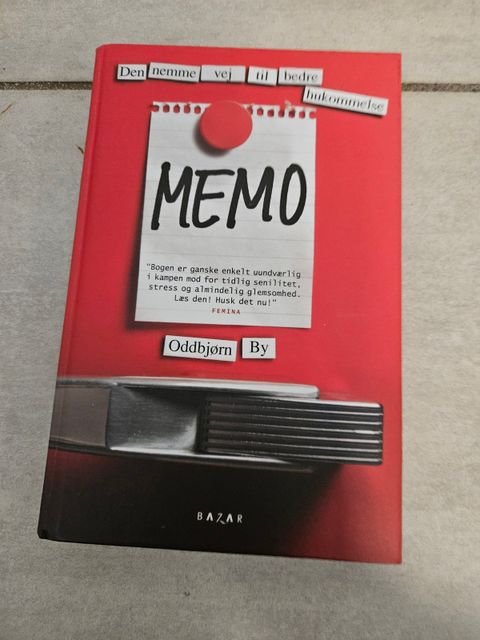 Den nemme vej til bedre
hukommelse
MEMO
"Bogen er ganske enkelt uundværlig
i kampen mod for tidlig senilitet,
stress og almindelig glemsomhed.
Læs den! Husk det nu!"
FEMINA
Oddbjørn By
BAZAR